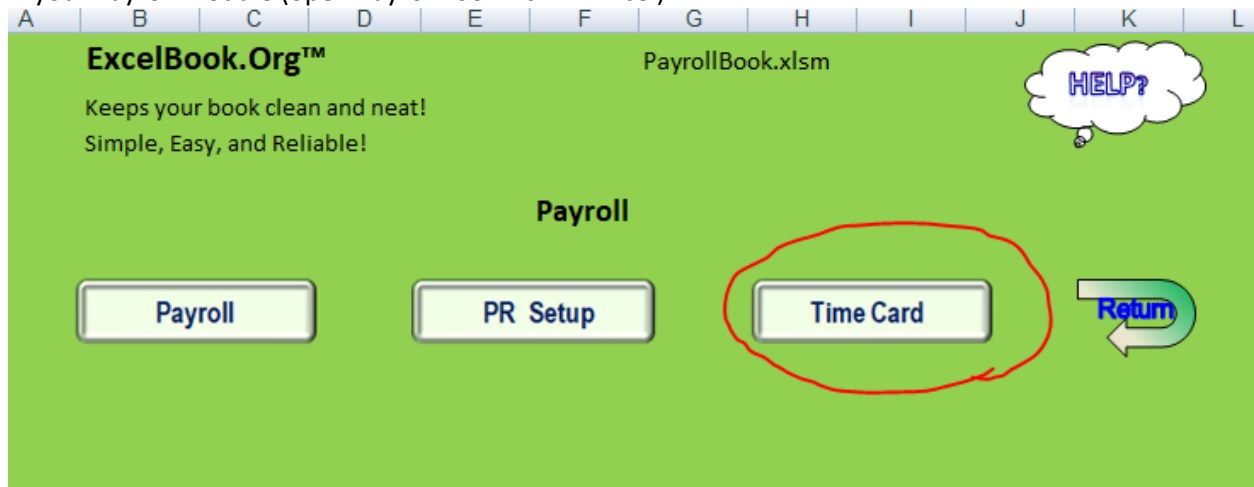 A B C D E F G H I J K L
ExcelBook.Org™ PayrollBook.xlsm
HELP?
Keeps your book clean and neat!
Simple, Easy, and Reliable!
Payroll
Payroll PR Setup Time Card Return